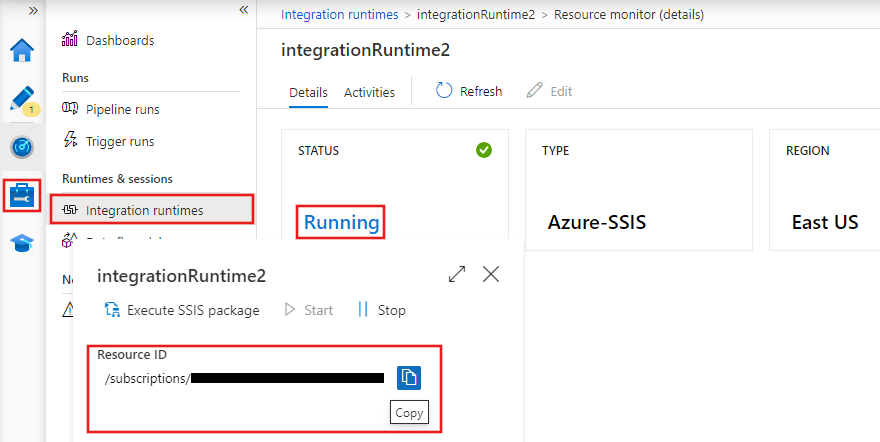 Integration runtimes > integrationRuntime2 > Resource monitor (details)
Dashboards
integrationRuntime2
Runs
Details Activities Refresh Edit
Pipeline runs
1
Trigger runs
STATUS TYPE REGION
Runtimes & sessions
Integration runtimes
Running Azure-SSIS East US
integrationRuntime2
Execute SSIS package Start Stop
Resource ID
/subscriptions/
Copy